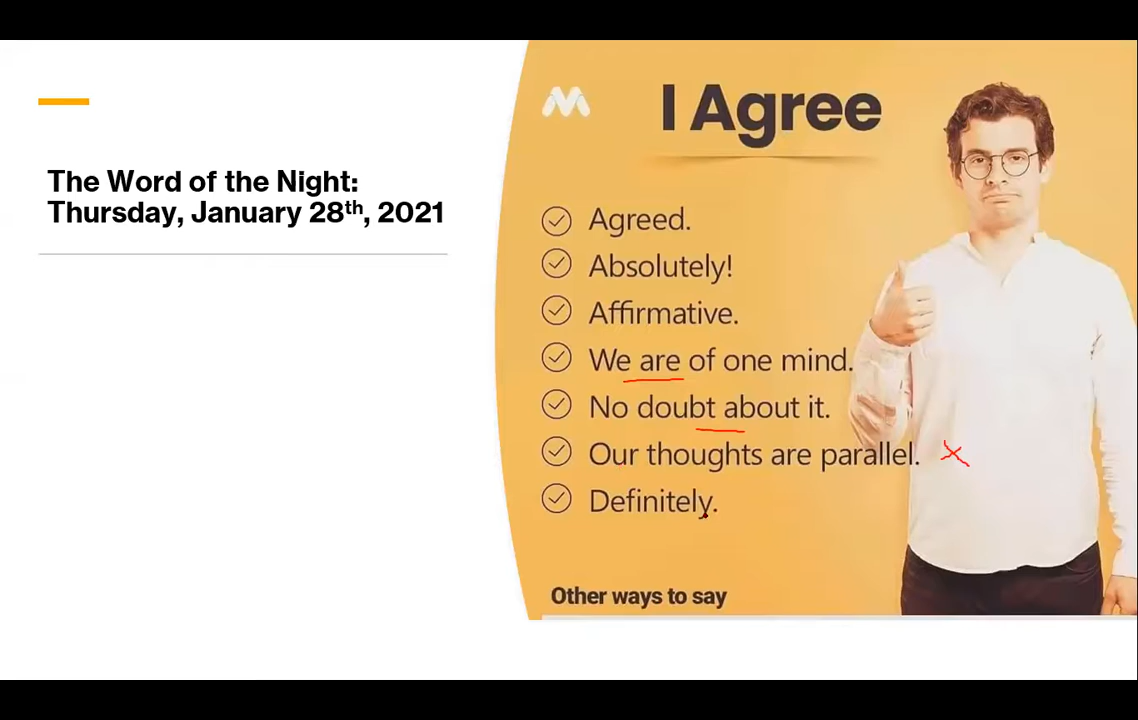 The Word of the Night:
Thursday, January 28th, 2021
I Agree
Agreed.
Absolutely!
Affirmative.
We are of one mind.
No doubt about it.
Our thoughts are parallel.
Definitely.
Other ways to say